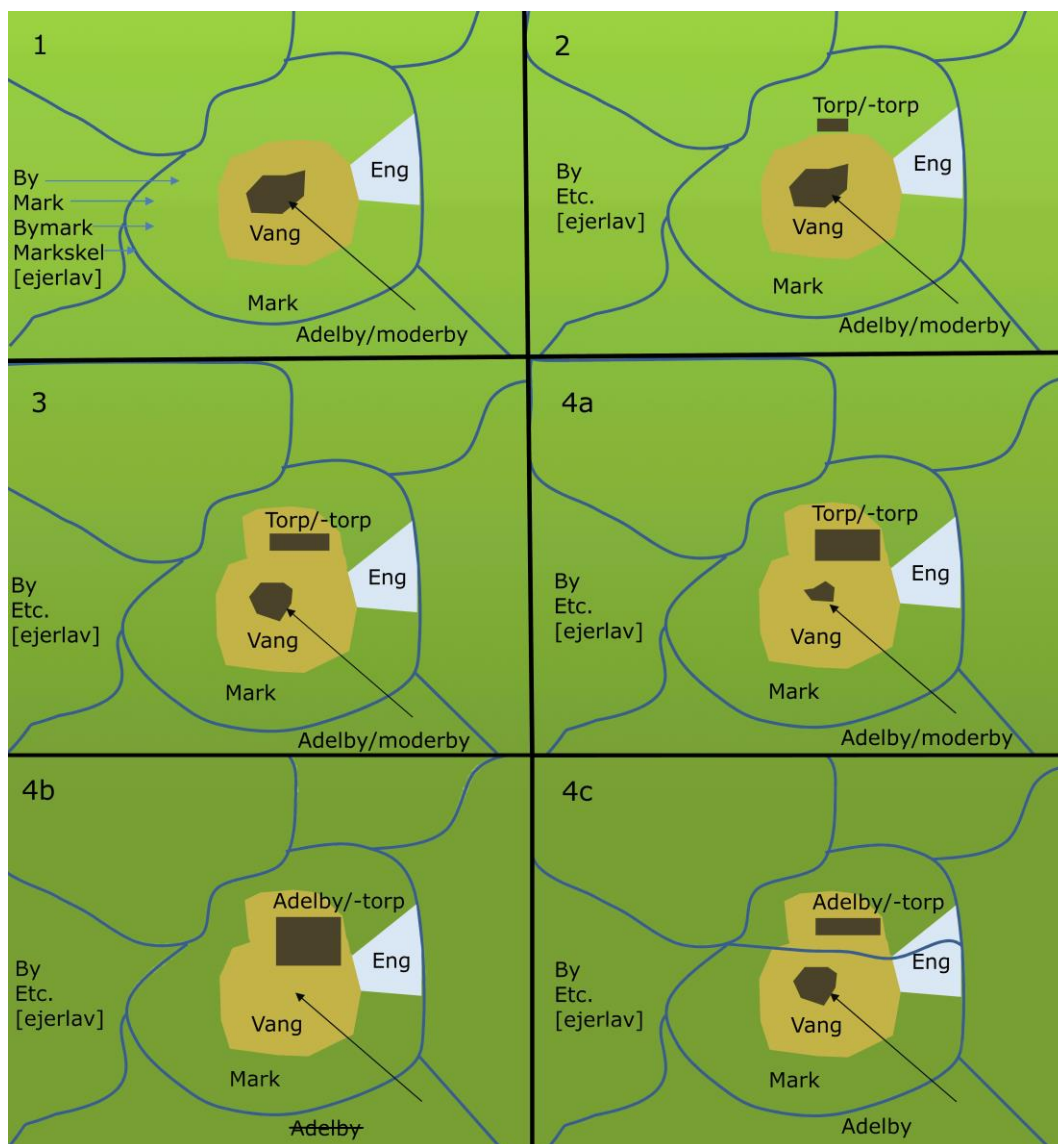 1
Eng
By
Mark
Bymark
Markskel
[ejerlav]
Vang
Mark
Adelby/moderby
2
Torp/-torp
Eng
By
Etc.
[ejerlav]
Vang
Mark
Adelby/moderby
3
Torp/-torp
Eng
By
Etc.
[ejerlav]
Vang
Mark
Adelby/moderby
4a
Torp/-torp
Eng
By
Etc.
[ejerlav]
Vang
Mark
Adelby/moderby
4b
Adelby/-torp
Eng
By
Etc.
[ejerlav]
Vang
Mark
Adelby
4c
Adelby/-torp
Eng
By
Etc.
[ejerlav]
Vang
Mark
Adelby